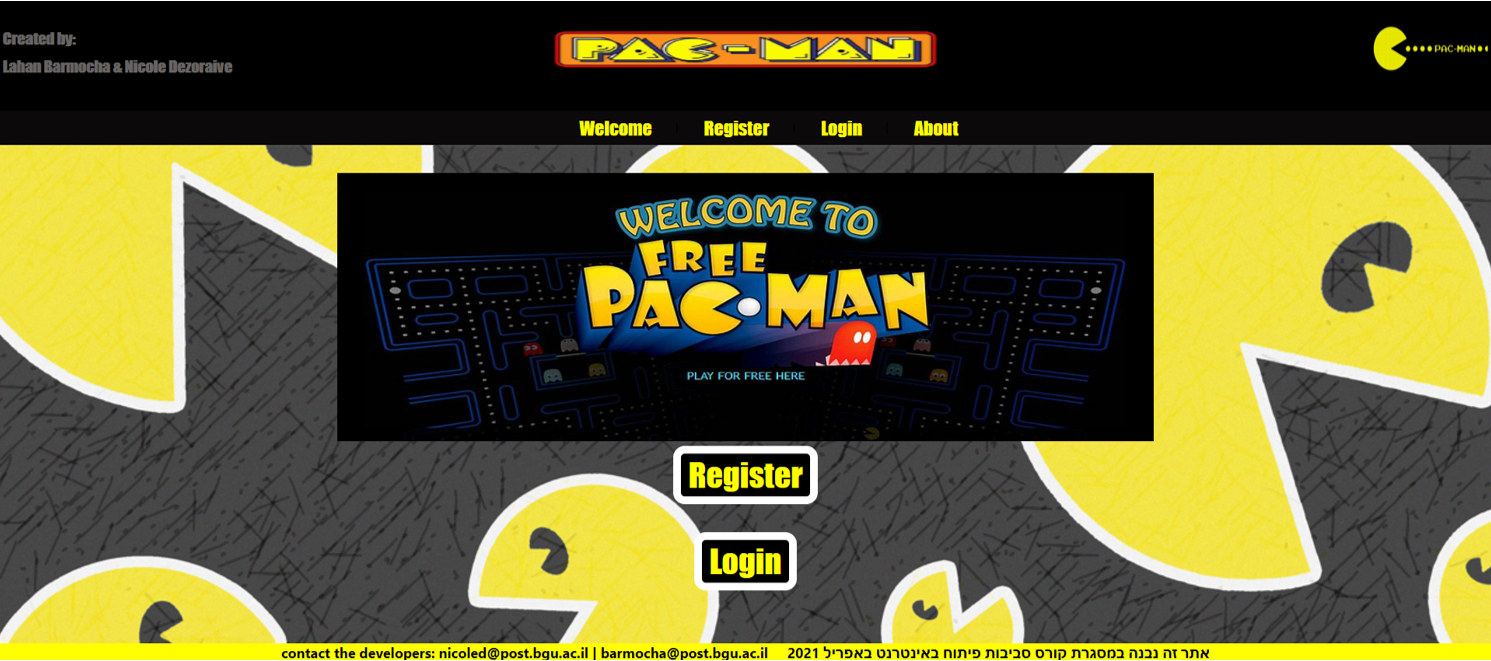 Created by:
Lahan Barmocha & Nicole Dezoraive
PAC-MAN
PAC-MAN
Welcome
Register
Login
About
WELCOME TO
FREE
PAC-MAN
PLAY FOR FREE HERE
Register
Login
contact the developers: nicoled@post.bgu.ac.il | barmocha@post.bgu.ac.il אתר זה נבנה במסגרת קורס סביבות פיתוח באינטרנט באפריל 2021